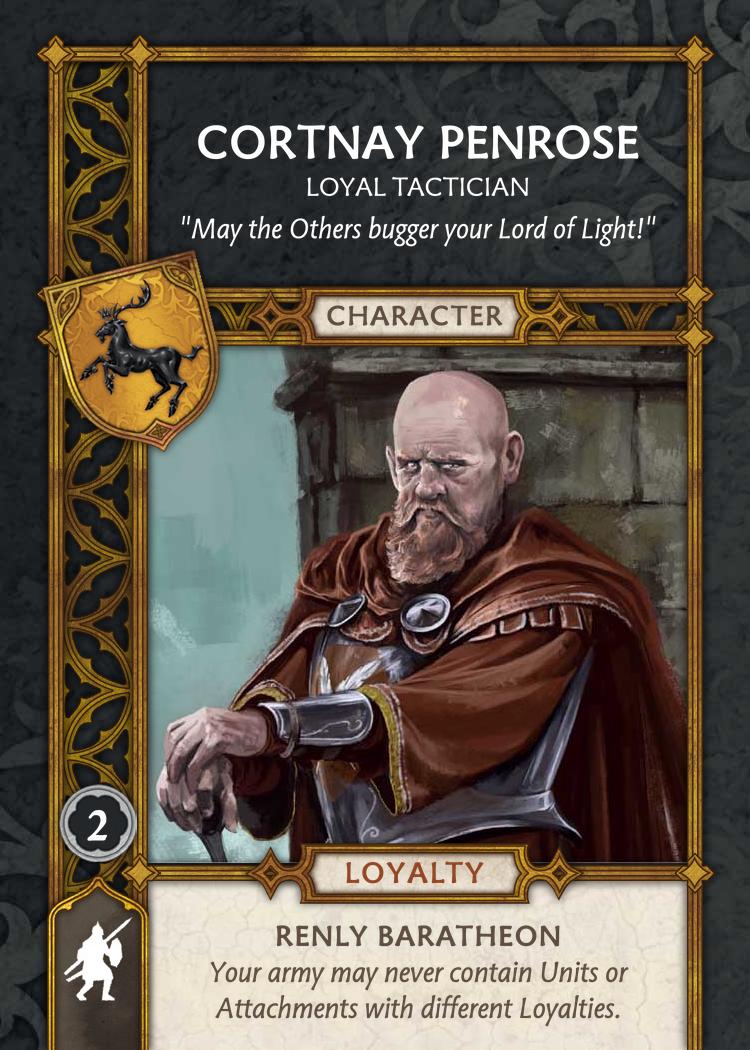 CORTNAY PENROSE
LOYAL TACTICIAN
"May the Others bugger your Lord of Light!"
CHARACTER
2
LOYALTY
RENLY BARATHEON
Your army may never contain Units or
Attachments with different Loyalties.